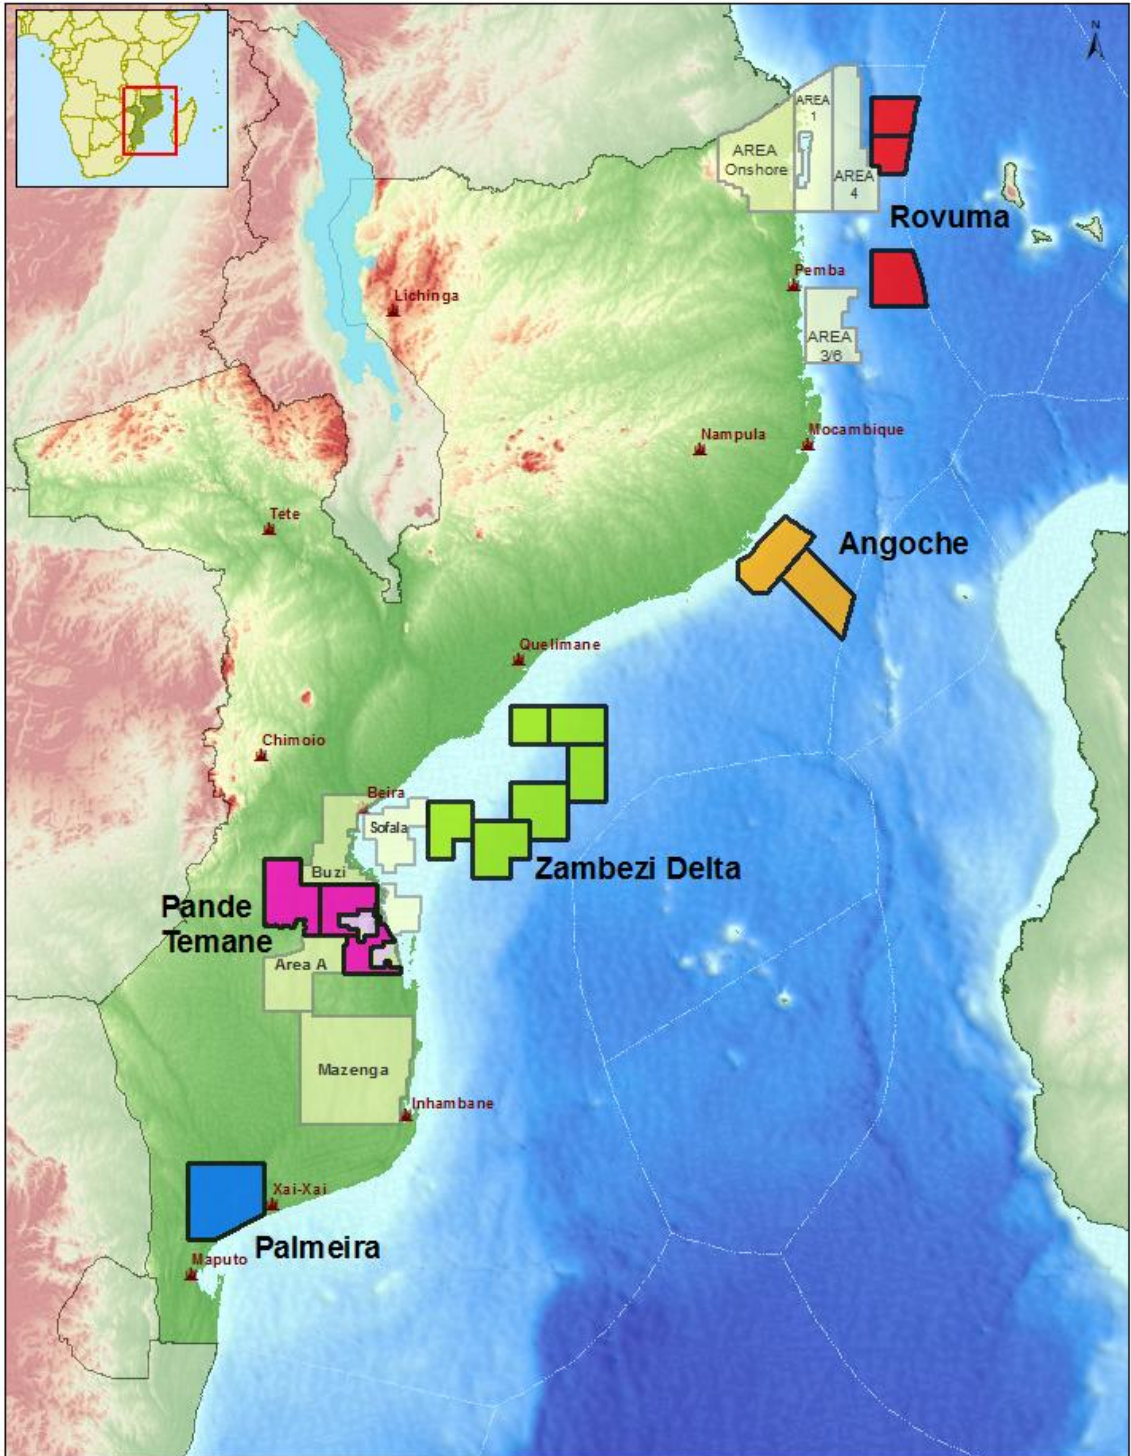 N
AREA
1
AREA
Onshore
AREA
4
Rovuma
Pemba
Lichinga
AREA
3/6
Nampula
Mocambique
Tete
Angoche
Quelimane
Chimoio
Beira
Sofala
Buzi
Zambezi Delta
Pande
Temane
Area A
Mazenga
Inhambane
Xai-Xai
Palmeira
Maputo